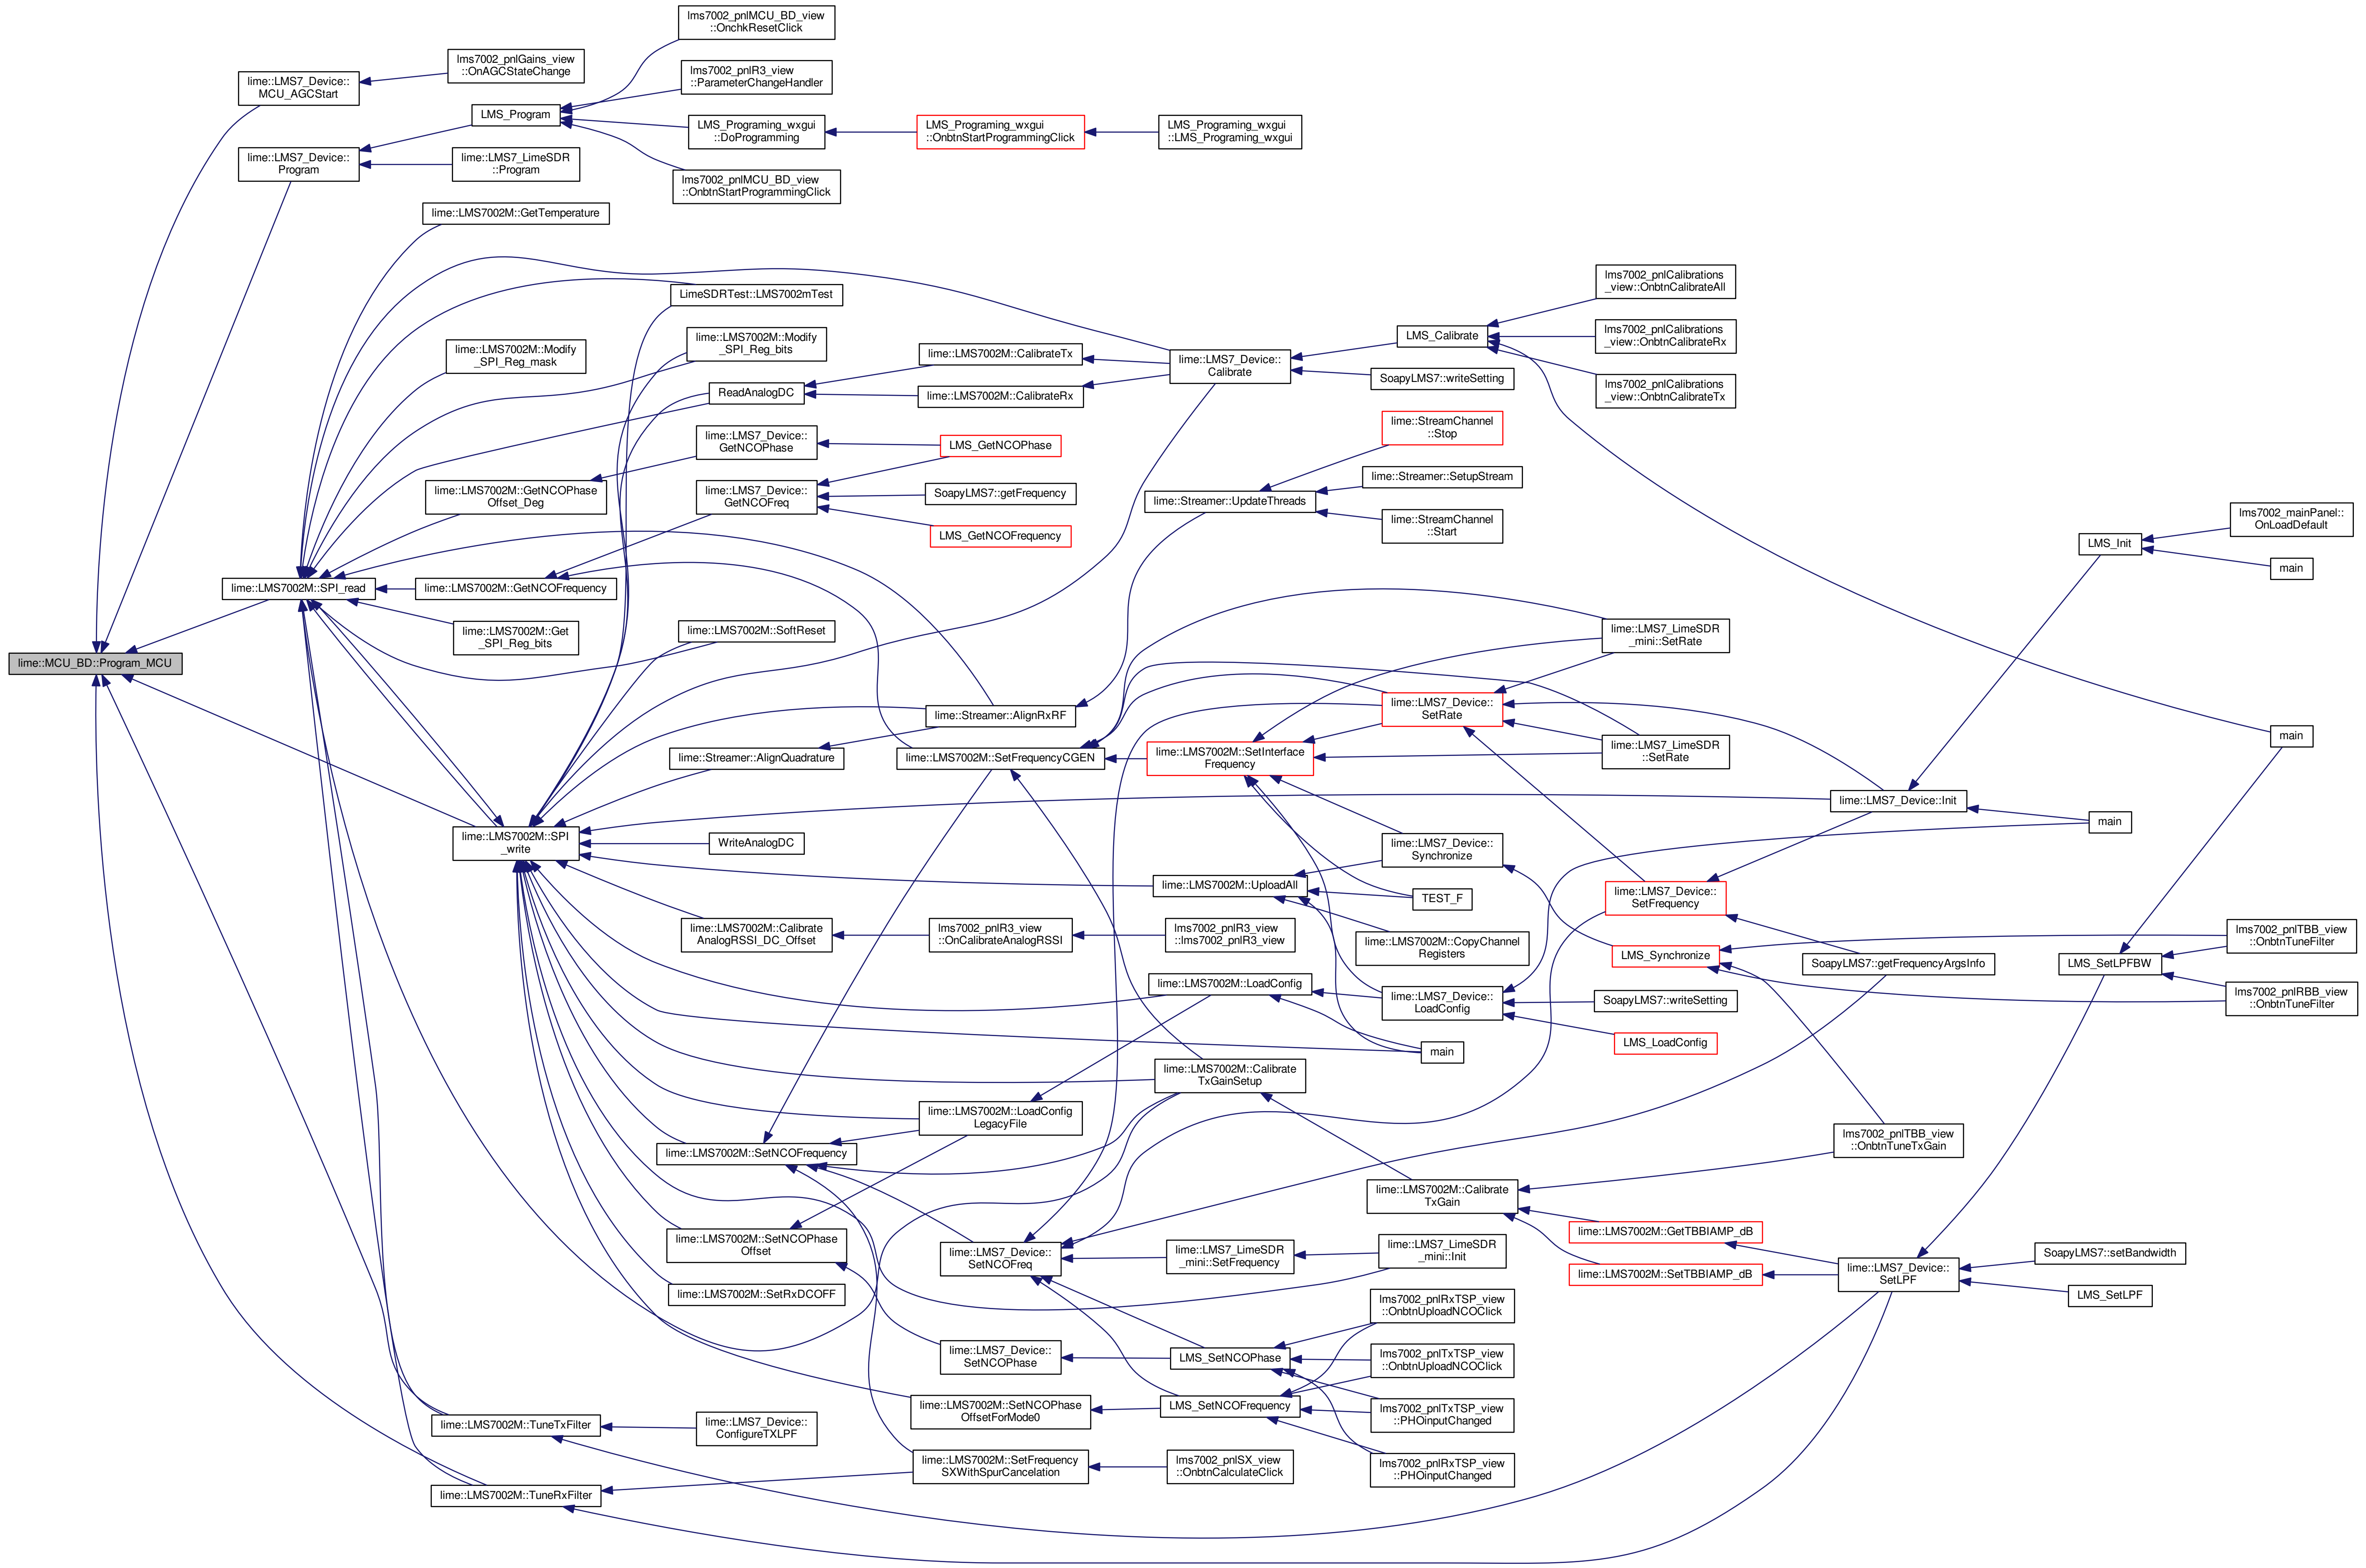 lime::MCU_BD::Program_MCU
lime::LMS7_Device::
MCU_AGCStart
lms7002_pnlGains_view
::OnAGCStateChange
lime::LMS7_Device::
Program
LMS_Program
lime::LMS7_LimeSDR
::Program
lms7002_pnlMCU_BD_view
::OnchkResetClick
lms7002_pnlR3_view
::ParameterChangeHandler
LMS_Programing_wxgui
::DoProgramming
lms7002_pnlMCU_BD_view
::OnbtnStartProgrammingClick
LMS_Programing_wxgui
::OnbtnStartProgrammingClick
LMS_Programing_wxgui
::LMS_Programing_wxgui
lime::LMS7002M::SPI_read
lime::LMS7002M::GetTemperature
lime::LMS7002M::Modify
_SPI_Reg_mask
lime::LMS7002M::GetNCOPhase
Offset_Deg
lime::LMS7002M::GetNCOFrequency
lime::LMS7002M::Get
_SPI_Reg_bits
lime::LMS7002M::SPI
_write
lime::LMS7002M::TuneTxFilter
lime::LMS7002M::TuneRxFilter
LimeSDRTest::LMS7002mTest
lime::LMS7002M::Modify
_SPI_Reg_bits
ReadAnalogDC
lime::LMS7_Device::
GetNCOPhase
lime::LMS7_Device::
GetNCOFreq
lime::LMS7002M::SoftReset
lime::Streamer::AlignQuadrature
WriteAnalogDC
lime::LMS7002M::Calibrate
AnalogRSSI_DC_Offset
lime::LMS7002M::SetNCOFrequency
lime::LMS7002M::SetNCOPhase
Offset
lime::LMS7002M::SetRxDCOFF
lime::LMS7_Device::
ConfigureTXLPF
lime::LMS7002M::CalibrateTx
lime::LMS7002M::CalibrateRx
LMS_GetNCOPhase
SoapyLMS7::getFrequency
LMS_GetNCOFrequency
lime::Streamer::AlignRxRF
lime::LMS7002M::SetFrequencyCGEN
lms7002_pnlR3_view
::OnCalibrateAnalogRSSI
lime::LMS7002M::LoadConfig
LegacyFile
lime::LMS7_Device::
SetNCOFreq
lime::LMS7_Device::
SetNCOPhase
lime::LMS7002M::SetNCOPhase
OffsetForMode0
lime::LMS7002M::SetFrequency
SXWithSpurCancelation
lime::LMS7_Device::
Calibrate
lime::Streamer::UpdateThreads
lime::LMS7002M::SetInterface
Frequency
lime::LMS7002M::UploadAll
lms7002_pnlR3_view
::lms7002_pnlR3_view
lime::LMS7002M::LoadConfig
lime::LMS7002M::Calibrate
TxGainSetup
lime::LMS7_LimeSDR
_mini::SetFrequency
LMS_SetNCOPhase
LMS_SetNCOFrequency
lms7002_pnlSX_view
::OnbtnCalculateClick
LMS_Calibrate
SoapyLMS7::writeSetting
lime::StreamChannel
::Stop
lime::Streamer::SetupStream
lime::StreamChannel
::Start
lime::LMS7_Device::
SetRate
lime::LMS7_Device::
Synchronize
TEST_F
lime::LMS7002M::CopyChannel
Registers
lime::LMS7_Device::
LoadConfig
main
lime::LMS7002M::Calibrate
TxGain
lime::LMS7_LimeSDR
_mini::Init
lms7002_pnlRxTSP_view
::OnbtnUploadNCOClick
lms7002_pnlTxTSP_view
::OnbtnUploadNCOClick
lms7002_pnlTxTSP_view
::PHOinputChanged
lms7002_pnlRxTSP_view
::PHOinputChanged
lms7002_pnlCalibrations
_view::OnbtnCalibrateAll
lms7002_pnlCalibrations
_view::OnbtnCalibrateRx
lms7002_pnlCalibrations
_view::OnbtnCalibrateTx
lime::LMS7_LimeSDR
_mini::SetRate
lime::LMS7_LimeSDR
::SetRate
lime::LMS7_Device::
SetFrequency
LMS_Synchronize
SoapyLMS7::writeSetting
LMS_LoadConfig
lime::LMS7002M::GetTBBIAMP_dB
lime::LMS7002M::SetTBBIAMP_dB
lime::LMS7_Device::Init
SoapyLMS7::getFrequencyArgsInfo
lms7002_pnlTBB_view
::OnbtnTuneTxGain
lime::LMS7_Device::
SetLPF
LMS_Init
main
LMS_SetLPFBW
SoapyLMS7::setBandwidth
LMS_SetLPF
lms7002_mainPanel::
OnLoadDefault
main
main
lms7002_pnlTBB_view
::OnbtnTuneFilter
lms7002_pnlRBB_view
::OnbtnTuneFilter